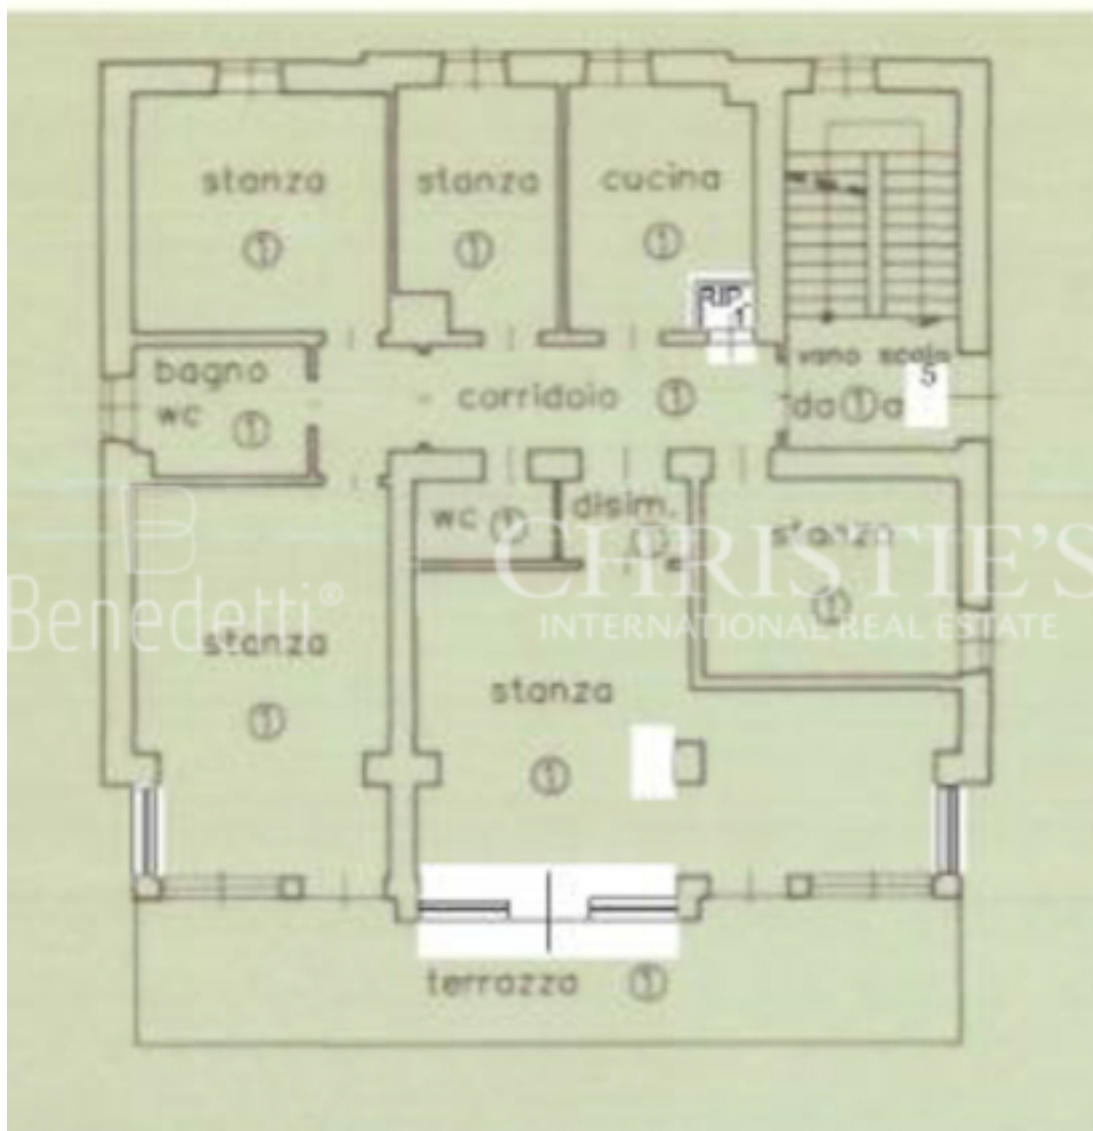 stanza
1
stanza
1
cucina
1
RIP.
1
vano scala
5
da 1 a
bagno
wc
1
corridoio
1
wc 1
disim.
1
stanza
1
B
Benedetti®
CHRISTIE'S
INTERNATIONAL REAL ESTATE
stanza
1
stanza
1
terrazza 1